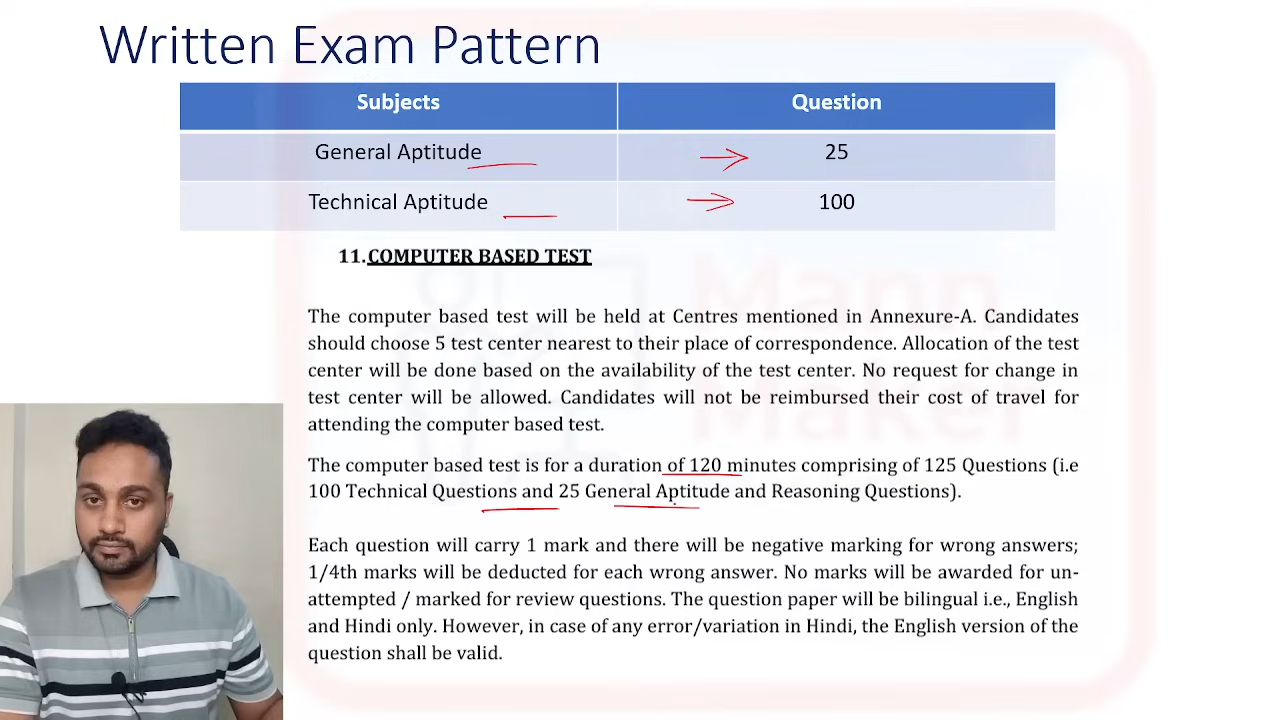 Written Exam Pattern
Subjects Question
General Aptitude 25
Technical Aptitude 100
11.COMPUTER BASED TEST
The computer based test will be held at Centres mentioned in Annexure-A. Candidates
should choose 5 test center nearest to their place of correspondence. Allocation of the test
center will be done based on the availability of the test center. No request for change in
test center will be allowed. Candidates will not be reimbursed their cost of travel for
attending the computer based test.
The computer based test is for a duration of 120 minutes comprising of 125 Questions (i.e
100 Technical Questions and 25 General Aptitude and Reasoning Questions).
Each question will carry 1 mark and there will be negative marking for wrong answers;
1/4th marks will be deducted for each wrong answer. No marks will be awarded for un-
attempted / marked for review questions. The question paper will be bilingual i.e., English
and Hindi only. However, in case of any error/variation in Hindi, the English version of the
question shall be valid.
Mann
Maker